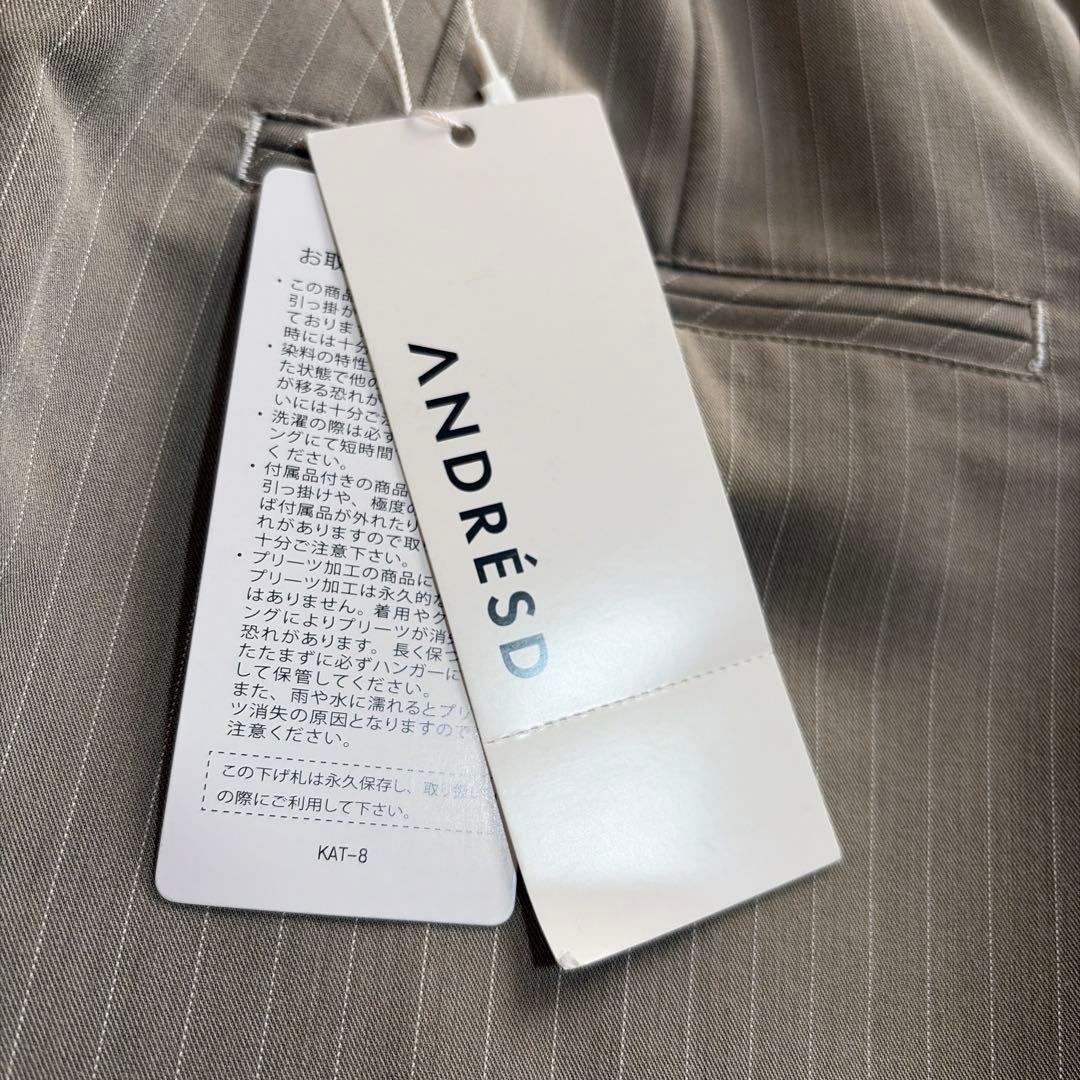 お取
・この商品
引っ掛か
ております
時には十分
・染料の特性
た状態で他の
が移る恐れが
いには十分ご
・洗濯の際は必ず
ングにて短時間
ください。
・付属品付きの商品
引っ掛けや、極度の
ば付属品が外れたり
れがありますので取
十分ご注意下さい。
・プリーツ加工の商品に
プリーツ加工は永久的な
はありません。着用やク
ングによりプリーツが消失
恐れがあります。長く保つ
たたまずに必ずハンガーに
して保管してください。
また、雨や水に濡れるとプリ
ツ消失の原因となりますので
注意ください。
この下げ札は永久保存し、取り扱い
の際にご利用して下さい。
KAT-8
ANDRÉSD